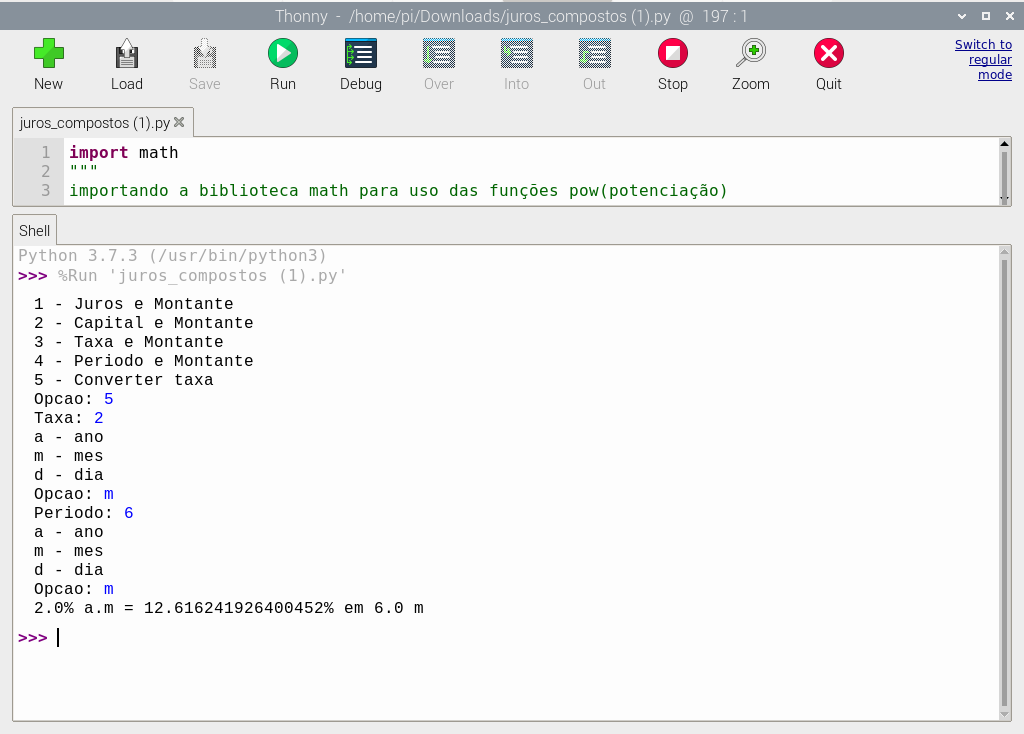 Thonny - /home/pi/Downloads/juros_compostos (1).py @ 197 : 1
New Load Save Run Debug Over Into Out Stop Zoom Quit
Switch to
regular
mode
juros_compostos (1).py
1 import math
2 """
3 importando a biblioteca math para uso das funções pow(potenciação)
Shell
Python 3.7.3 (/usr/bin/python3)
>>> %Run 'juros_compostos (1).py'
1 - Juros e Montante
2 - Capital e Montante
3 - Taxa e Montante
4 - Periodo e Montante
5 - Converter taxa
Opcao: 5
Taxa: 2
a - ano
m - mes
d - dia
Opcao: m
Periodo: 6
a - ano
m - mes
d - dia
Opcao: m
2.0% a.m = 12.616241926400452% em 6.0 m
>>>